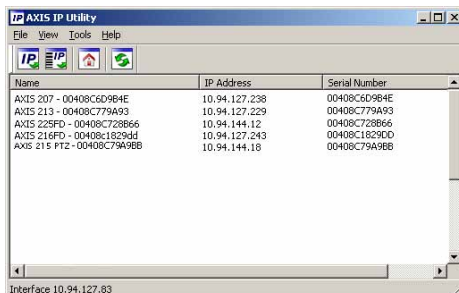 IP AXIS IP Utility
File View Tools Help
IP IP
Name IP Address Serial Number
AXIS 207 - 00408C6D9B4E 10.94.127.238 00408C6D9B4E
AXIS 213 - 00408C779A93 10.94.127.229 00408C779A93
AXIS 225FD - 00408C728B66 10.94.144.12 00408C728B66
AXIS 216FD - 00408c1829dd 10.94.127.243 00408C1829DD
AXIS 215 PTZ - 00408C79A9BB 10.94.144.18 00408C79A9BB
Interface 10.94.127.83